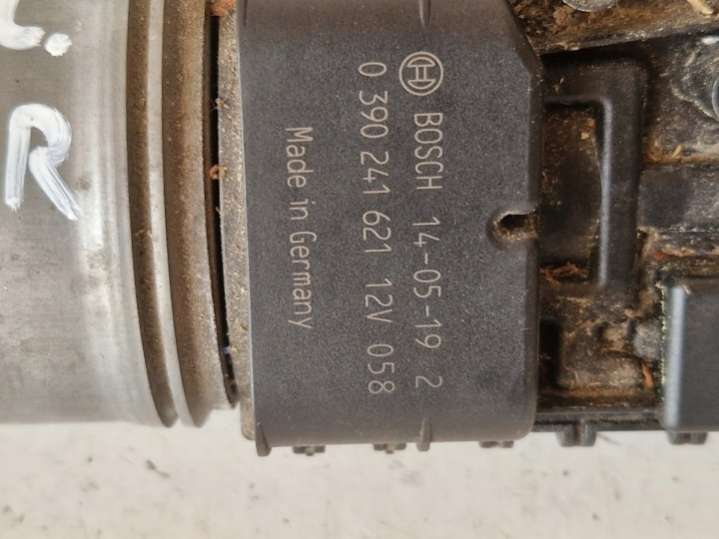 BOSCH 14-05-19 2
0 390 241 621 12V 058
Made in Germany
R